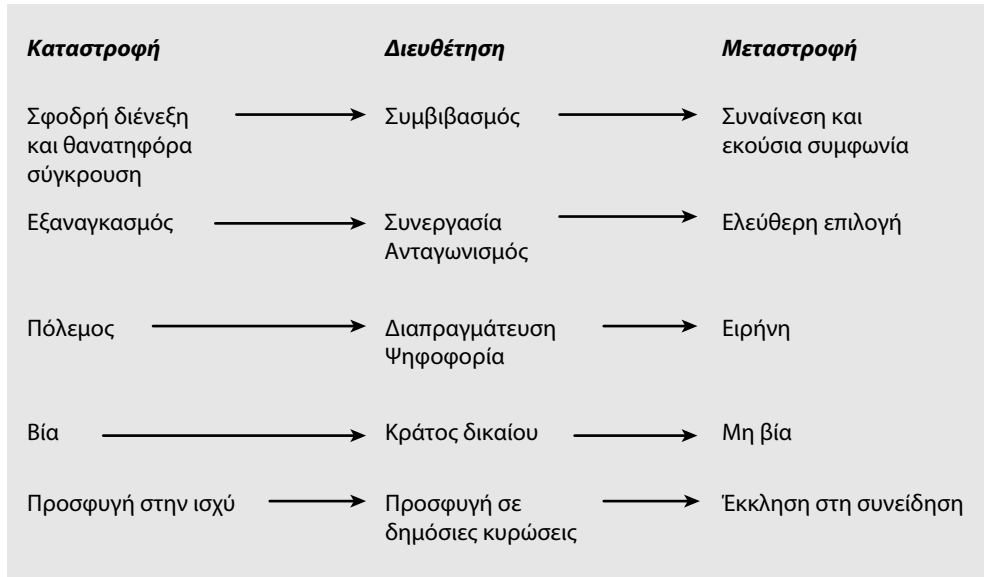 Καταστροφή Διευθέτηση Μεταστροφή
Σφοδρή διένεξη Συμβιβασμός Συναίνεση και
και θανατηφόρα εκούσια συμφωνία
σύγκρουση
Εξαναγκασμός Συνεργασία Ελεύθερη επιλογή
Ανταγωνισμός
Πόλεμος Διαπραγμάτευση Ειρήνη
Ψηφοφορία
Βία Κράτος δικαίου Μη βία
Προσφυγή στην ισχύ Προσφυγή σε Έκκληση στη συνείδηση
δημόσιες κυρώσεις